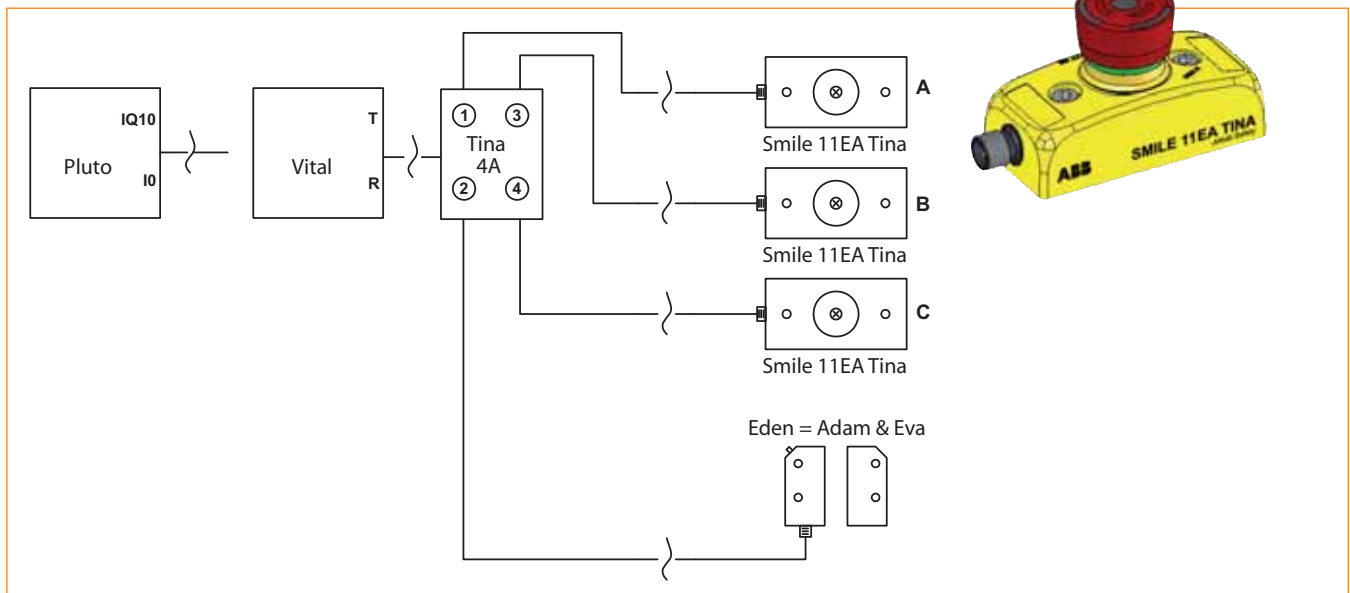 Pluto
IQ10
I0
Vital
T
R
1
3
Tina
4A
2
4
A
Smile 11EA Tina
B
Smile 11EA Tina
C
Smile 11EA Tina
Eden = Adam & Eva
ABB
SMILE 11EA TINA